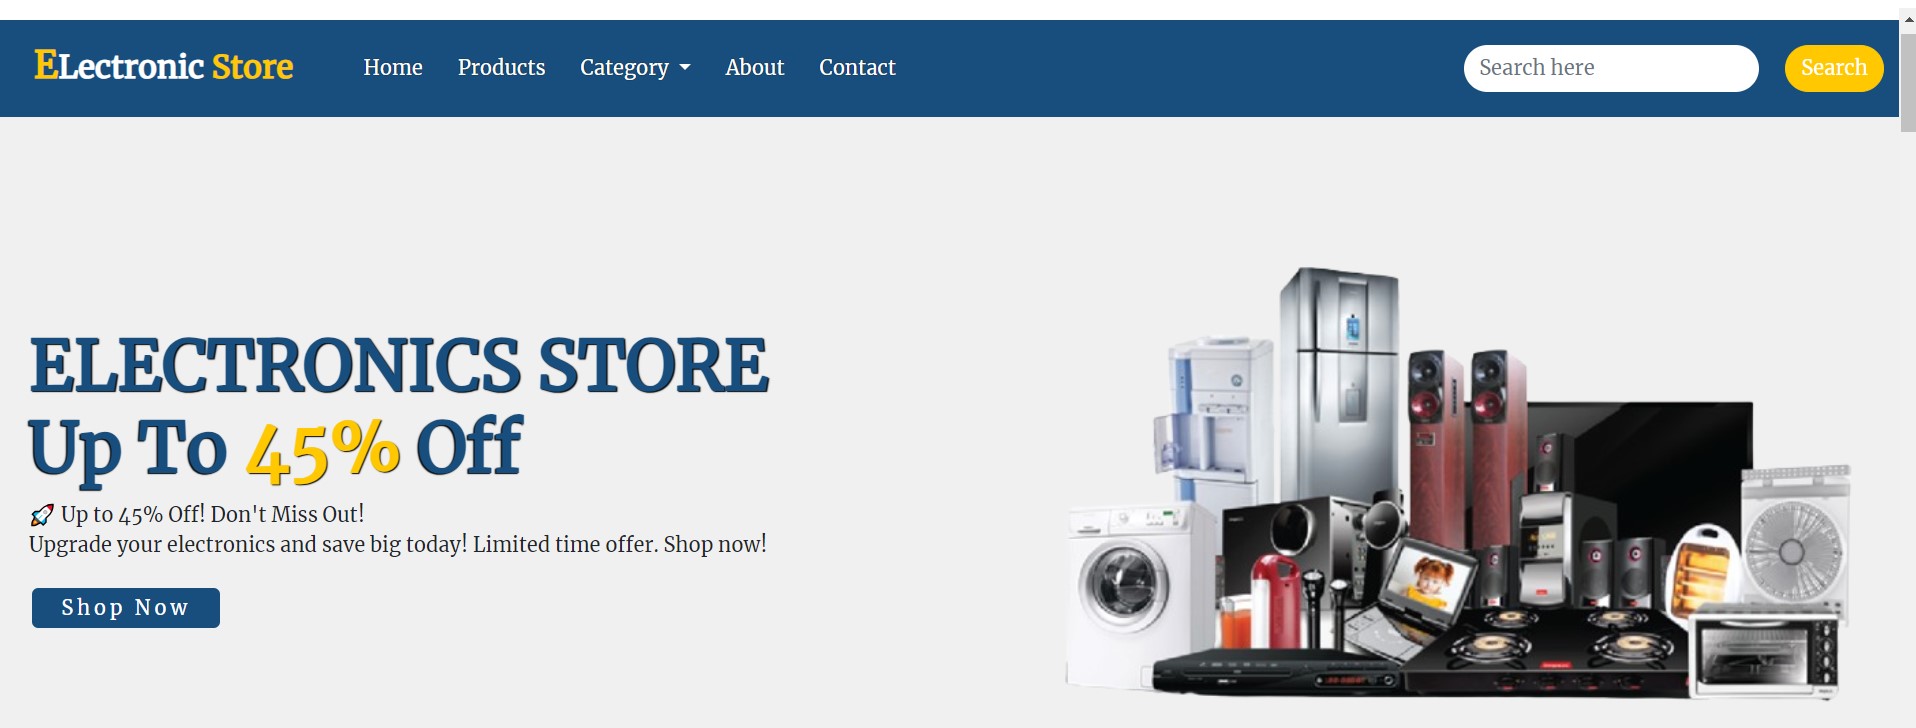 ELectronic Store
Home Products Category About Contact
Search here
Search
ELECTRONICS STORE
Up To 45% Off
🚀 Up to 45% Off! Don't Miss Out!
Upgrade your electronics and save big today! Limited time offer. Shop now!
Shop Now